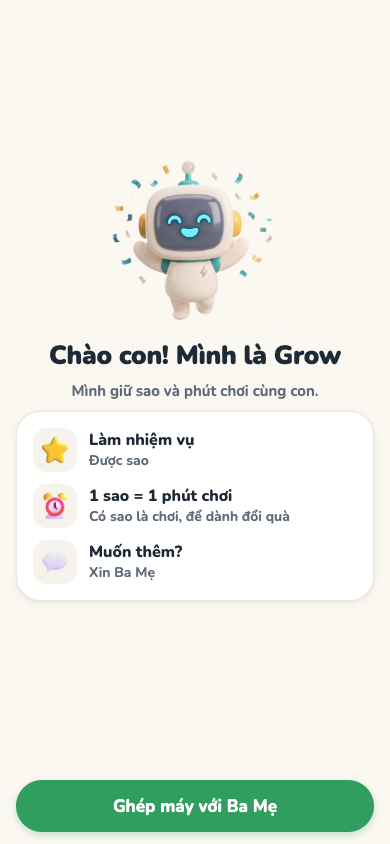 Chào con! Mình là Grow
Mình giữ sao và phút chơi cùng con.
Làm nhiệm vụ
Được sao
1 sao = 1 phút chơi
Có sao là chơi, để dành đổi quà
Muốn thêm?
Xin Ba Mẹ
Ghép máy với Ba Mẹ